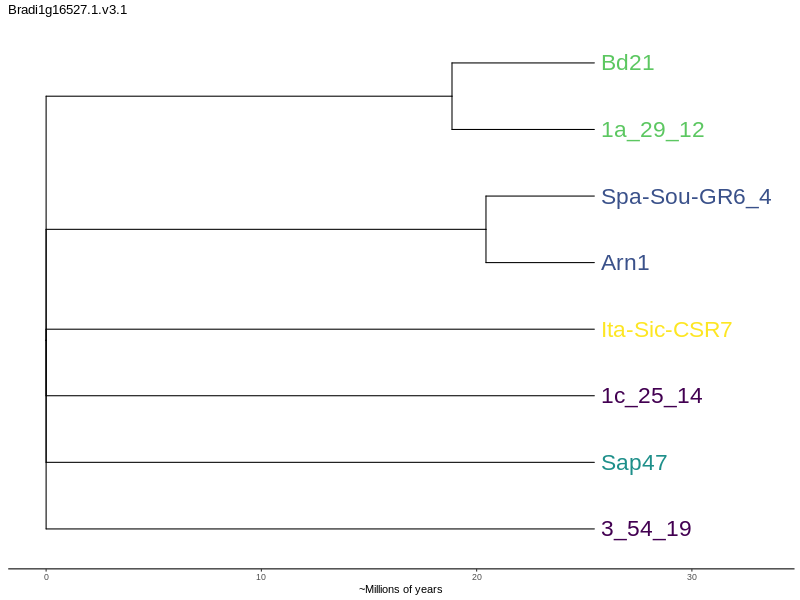 Bradi1g16527.1.v3.1
Bd21
1a_29_12
Spa-Sou-GR6_4
Arn1
Ita-Sic-CSR7
1c_25_14
Sap47
3_54_19
0 10 20 30
~Millions of years